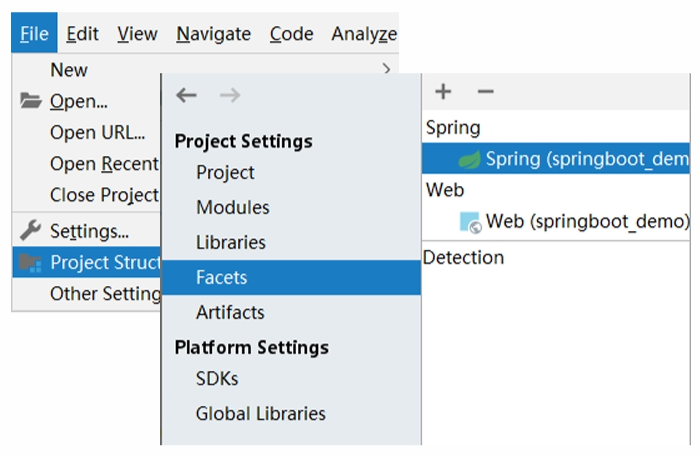 File Edit View Navigate Code Analyze
New
Open...
Open URL...
Open Recent
Close Project
Settings...
Project Struct
Other Setting
Project Settings
Project
Modules
Libraries
Facets
Artifacts
Platform Settings
SDKs
Global Libraries
Spring
Spring (springboot_dem
Web
Web (springboot_demo)
Detection